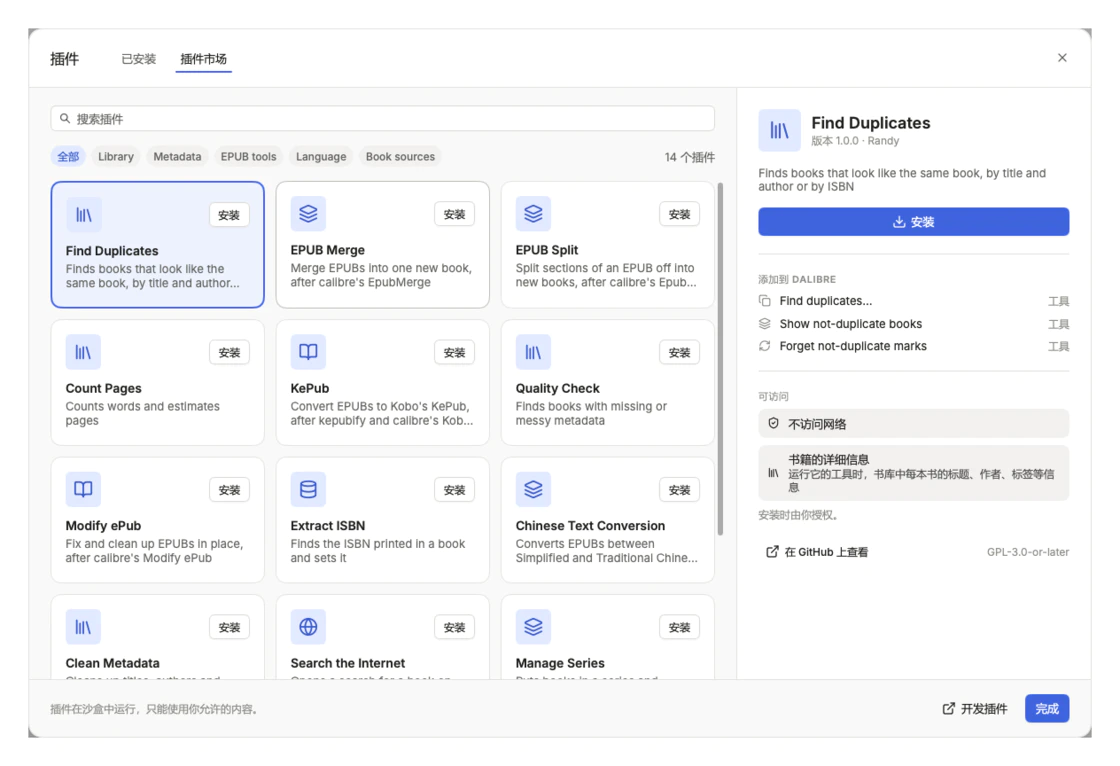 插件
已安装
插件市场
搜索插件
全部
Library
Metadata
EPUB tools
Language
Book sources
14 个插件
安装
Find Duplicates
Finds books that look like the
same book, by title and author...
安装
EPUB Merge
Merge EPUBs into one new book,
after calibre's EpubMerge
安装
EPUB Split
Split sections of an EPUB off into
new books, after calibre's Epub...
安装
Count Pages
Counts words and estimates
pages
安装
KePub
Convert EPUBs to Kobo's KePub,
after kepubify and calibre's Kob...
安装
Quality Check
Finds books with missing or
messy metadata
安装
Modify ePub
Fix and clean up EPUBs in place,
after calibre's Modify ePub
安装
Extract ISBN
Finds the ISBN printed in a book
and sets it
安装
Chinese Text Conversion
Converts EPUBs between
Simplified and Traditional Chine...
安装
Clean Metadata
安装
Search the Internet
安装
Manage Series
Find Duplicates
版本 1.0.0 · Randy
Finds books that look like the same book, by title and
author or by ISBN
安装
添加到 DALIBRE
Find duplicates...
工具
Show not-duplicate books
工具
Forget not-duplicate marks
工具
可访问
不访问网络
书籍的详细信息
运行它的工具时，书库中每本书的标题、作者、标签等信
息
安装时由你授权。
在 GitHub 上查看
GPL-3.0-or-later
插件在沙盒中运行，只能使用你允许的内容。
开发插件
完成